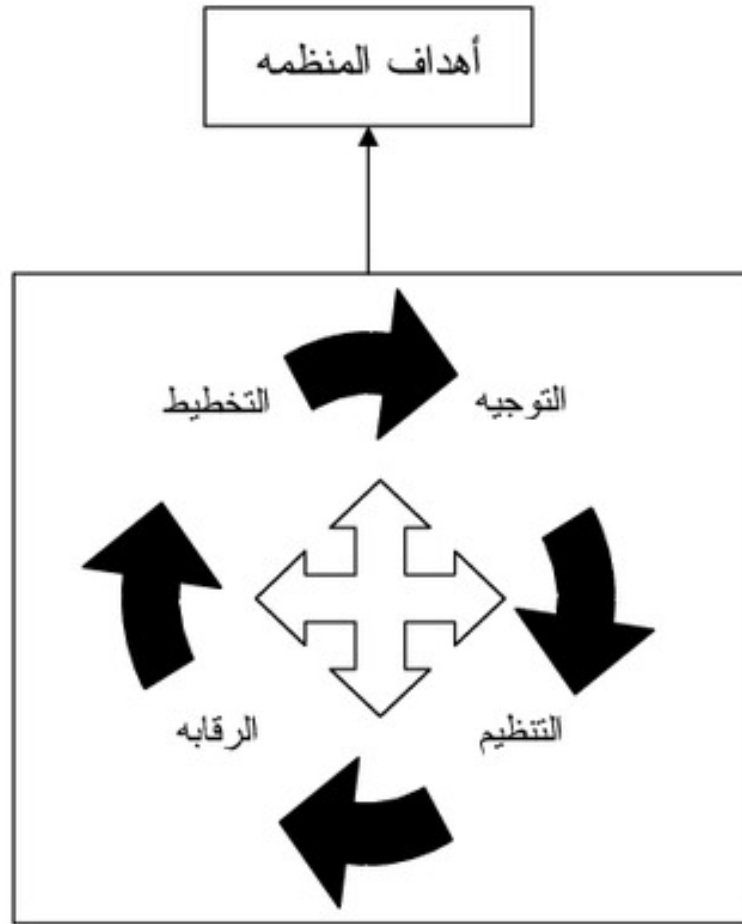 أهداف المنظمه
التوجيه
التخطيط
التنظيم
الرقابه